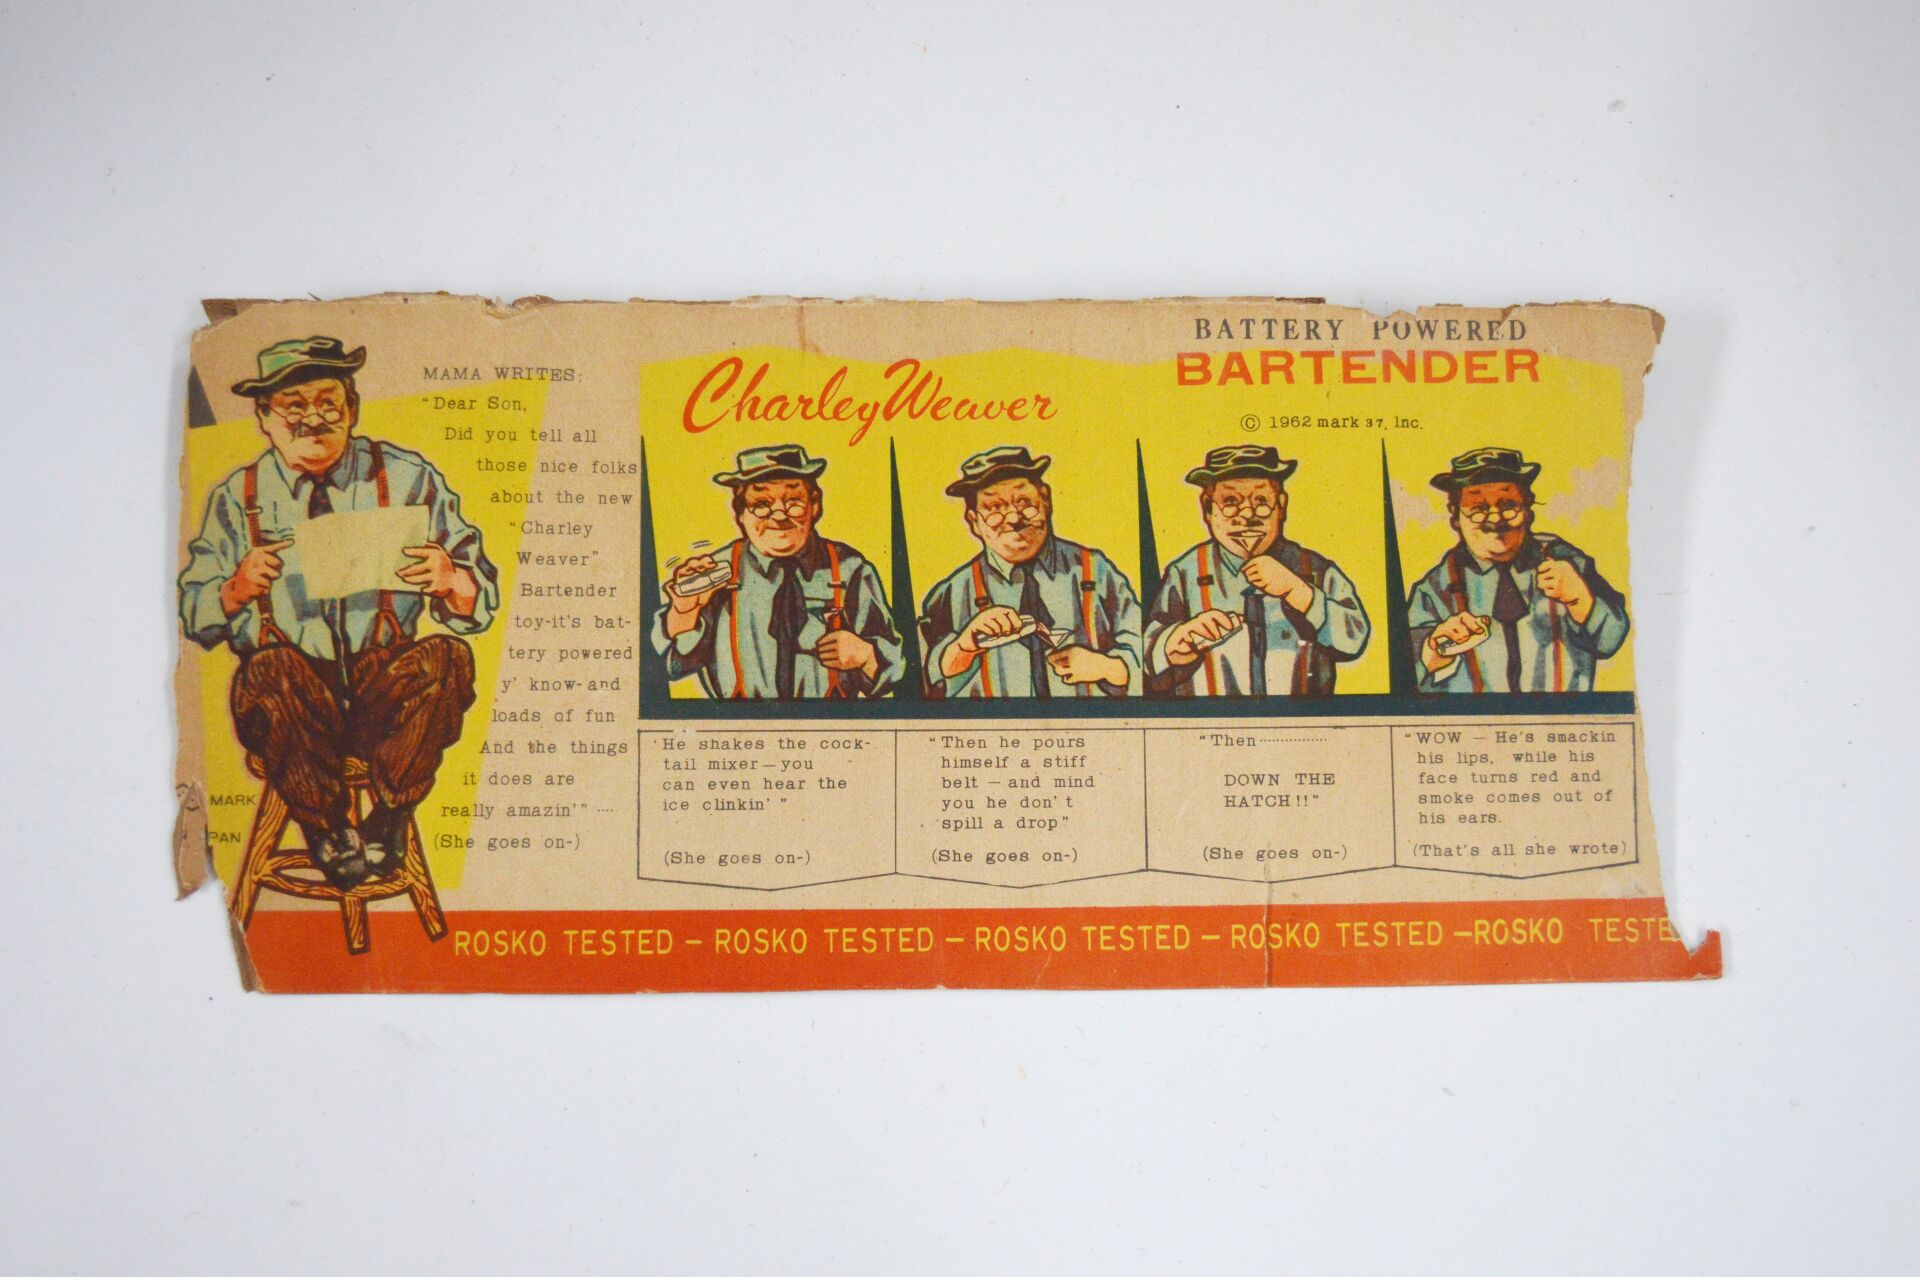 MAMA WRITES:
"Dear Son,
Did you tell all
those nice folks
about the new
"Charley
Weaver"
Bartender
toy-it's bat-
tery powered
y' know-and
loads of fun
And the things
it does are
really amazin'" ....
(She goes on-)
MARK
PAN
Charley Weaver
BATTERY POWERED
BARTENDER
© 1962 mark 37, Inc.
"He shakes the cock-
tail mixer—you
can even hear the
ice clinkin' "
(She goes on-)
"Then he pours
himself a stiff
belt — and mind
you he don't
spill a drop"
(She goes on-)
"Then................
DOWN THE
HATCH!!"
(She goes on-)
"WOW — He's smackin
his lips, while his
face turns red and
smoke comes out of
his ears.
(That's all she wrote)
ROSKO TESTED – ROSKO TESTED – ROSKO TESTED – ROSKO TESTED –ROSKO TESTE